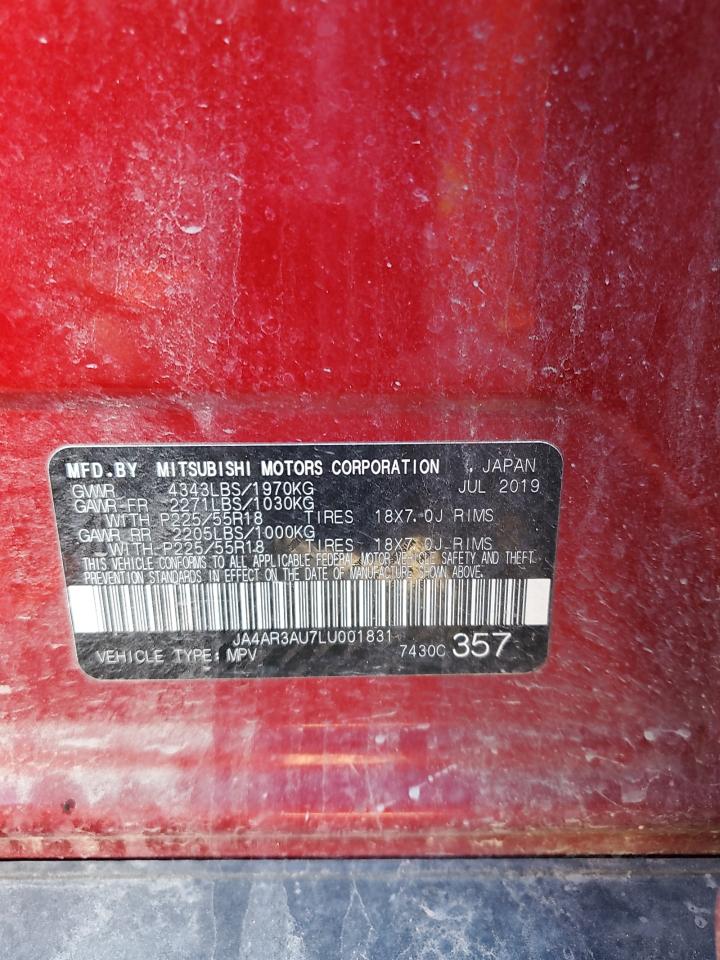 MFD.BY MITSUBISHI MOTORS CORPORATION , JAPAN
GVWR 4343LBS/1970KG JUL 2019
GAWR-FR 2271LBS/1030KG
WITH P225/55R18 TIRES 18X7.0J RIMS
GAWR RR 2205LBS/1000KG
WITH P225/55R18 TIRES 18X7.0J RIMS
THIS VEHICLE CONFORMS TO ALL APPLICABLE FEDERAL MOTOR-VEHICLE SAFETY AND THEFT
PREVENTION STANDARDS IN EFFECT ON THE DATE OF MANUFACTURE SHOWN ABOVE.
JA4AR3AU7LU001831
VEHICLE TYPE: MPV 7430C 357